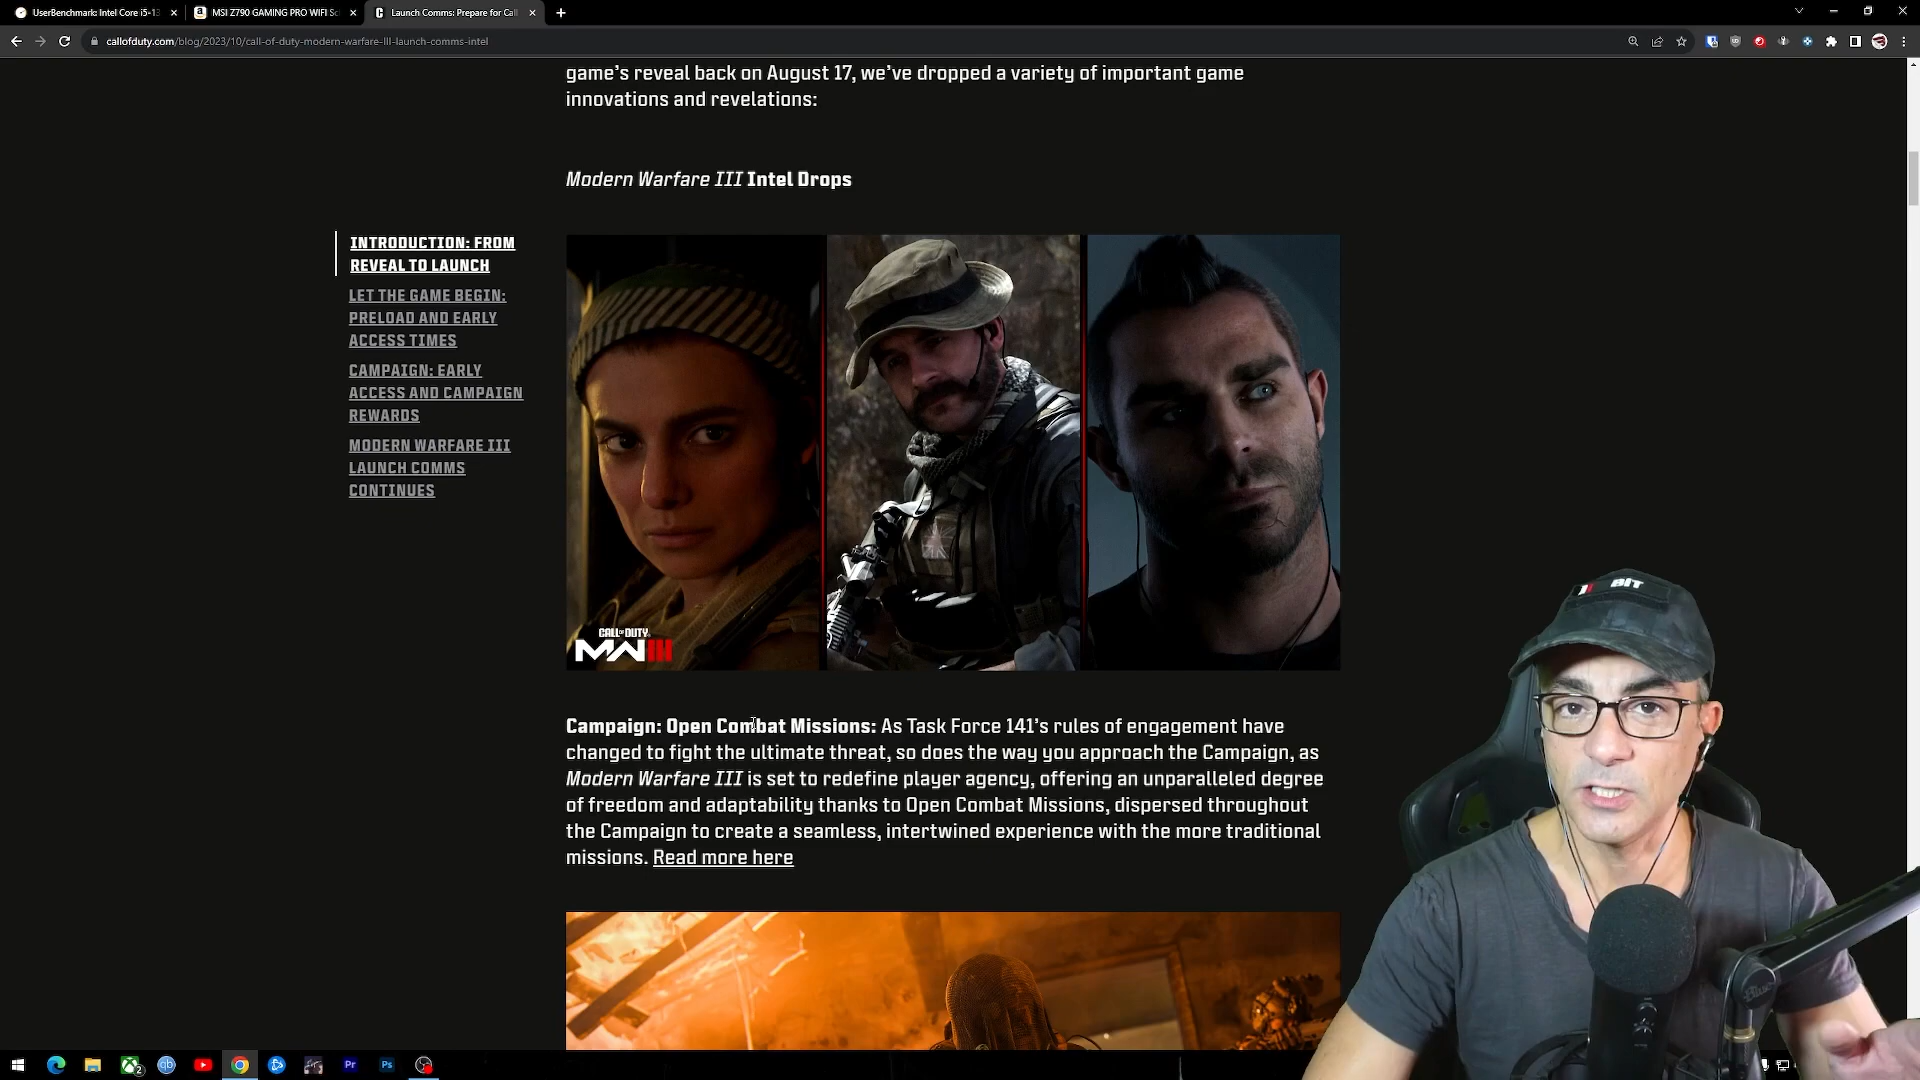 UserBenchmark: Intel Core i5-13
MSI Z790 GAMING PRO WIFI So
Launch Comms: Prepare for Call
callofduty.com/blog/2023/10/call-of-duty-modern-warfare-III-launch-comms-intel
game's reveal back on August 17, we've dropped a variety of important game
innovations and revelations:
Modern Warfare III Intel Drops
INTRODUCTION: FROM
REVEAL TO LAUNCH
LET THE GAME BEGIN:
PRELOAD AND EARLY
ACCESS TIMES
CAMPAIGN: EARLY
ACCESS AND CAMPAIGN
REWARDS
MODERN WARFARE III
LAUNCH COMMS
CONTINUES
CALL OF DUTY
MWIII
Campaign: Open Combat Missions: As Task Force 141's rules of engagement have
changed to fight the ultimate threat, so does the way you approach the Campaign, as
Modern Warfare III is set to redefine player agency, offering an unparalleled degree
of freedom and adaptability thanks to Open Combat Missions, dispersed throughout
the Campaign to create a seamless, intertwined experience with the more traditional
missions. Read more here
BIT
2
qb
Pr
Ps